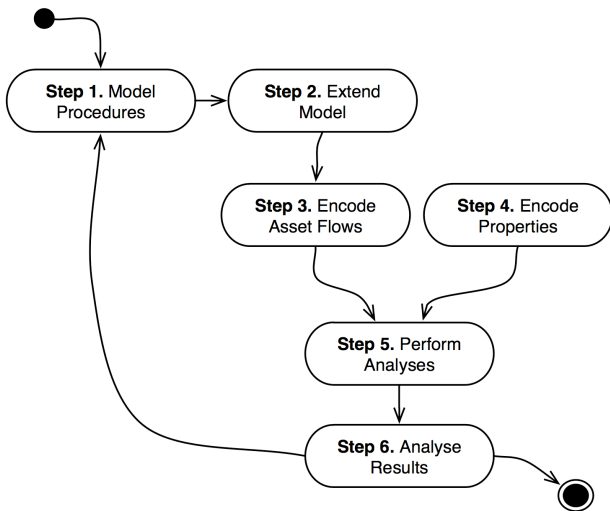 Step 1. Model
Procedures
Step 2. Extend
Model
Step 3. Encode
Asset Flows
Step 4. Encode
Properties
Step 5. Perform
Analyses
Step 6. Analyse
Results